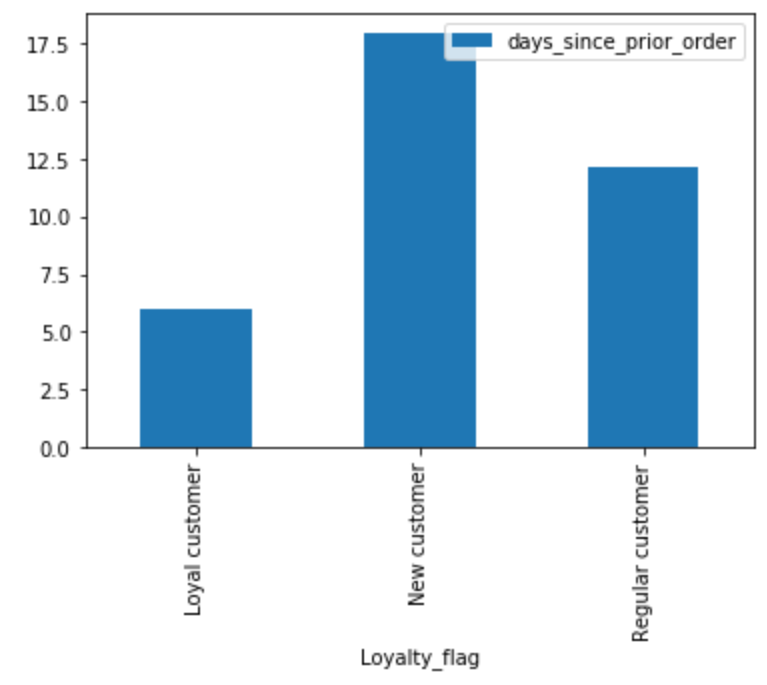 days_since_prior_order
17.5
15.0
12.5
10.0
7.5
5.0
2.5
0.0
Loyal customer
New customer
Regular customer
Loyalty_flag